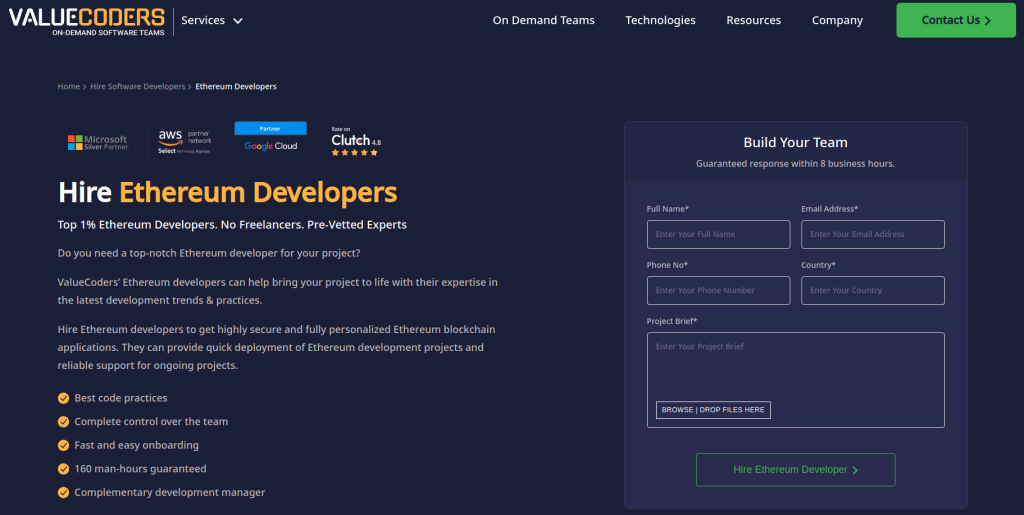 VALUECODERS
ON-DEMAND SOFTWARE TEAMS
Services
On Demand Teams
Technologies
Resources
Company
Contact Us
Home > Hire Software Developers > Ethereum Developers
Microsoft
Silver Partner
aws partner
network
Select Technology Partner
Partner
Google Cloud
Rate on
Clutch 4.8
Hire Ethereum Developers
Top 1% Ethereum Developers. No Freelancers. Pre-Vetted Experts
Do you need a top-notch Ethereum developer for your project?
ValueCoders' Ethereum developers can help bring your project to life with their expertise in
the latest development trends & practices.
Hire Ethereum developers to get highly secure and fully personalized Ethereum blockchain
applications. They can provide quick deployment of Ethereum development projects and
reliable support for ongoing projects.
Best code practices
Complete control over the team
Fast and easy onboarding
160 man-hours guaranteed
Complementary development manager
Build Your Team
Guaranteed response within 8 business hours.
Full Name*
Enter Your Full Name
Email Address*
Enter Your Email Address
Phone No*
Enter Your Phone Number
Country*
Enter Your Country
Project Brief*
Enter Your Project Brief
BROWSE | DROP FILES HERE
Hire Ethereum Developer